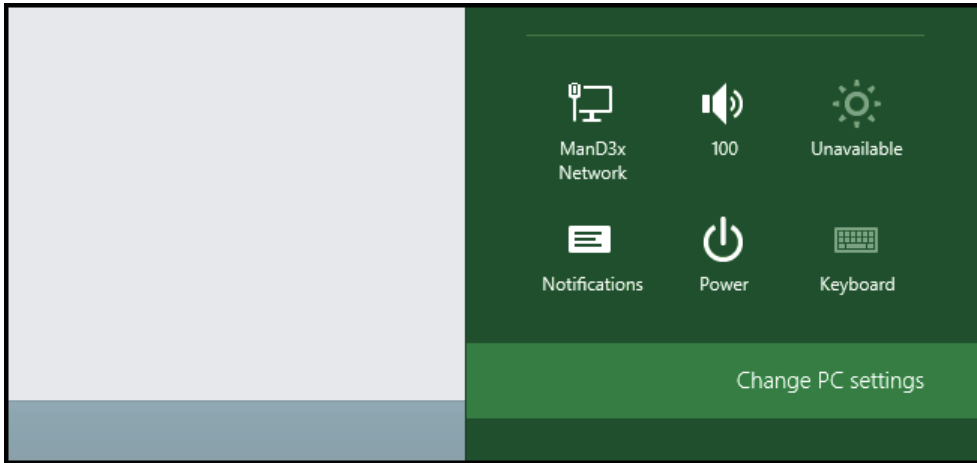 ManD3x
Network
100
Unavailable
Notifications
Power
Keyboard
Change PC settings